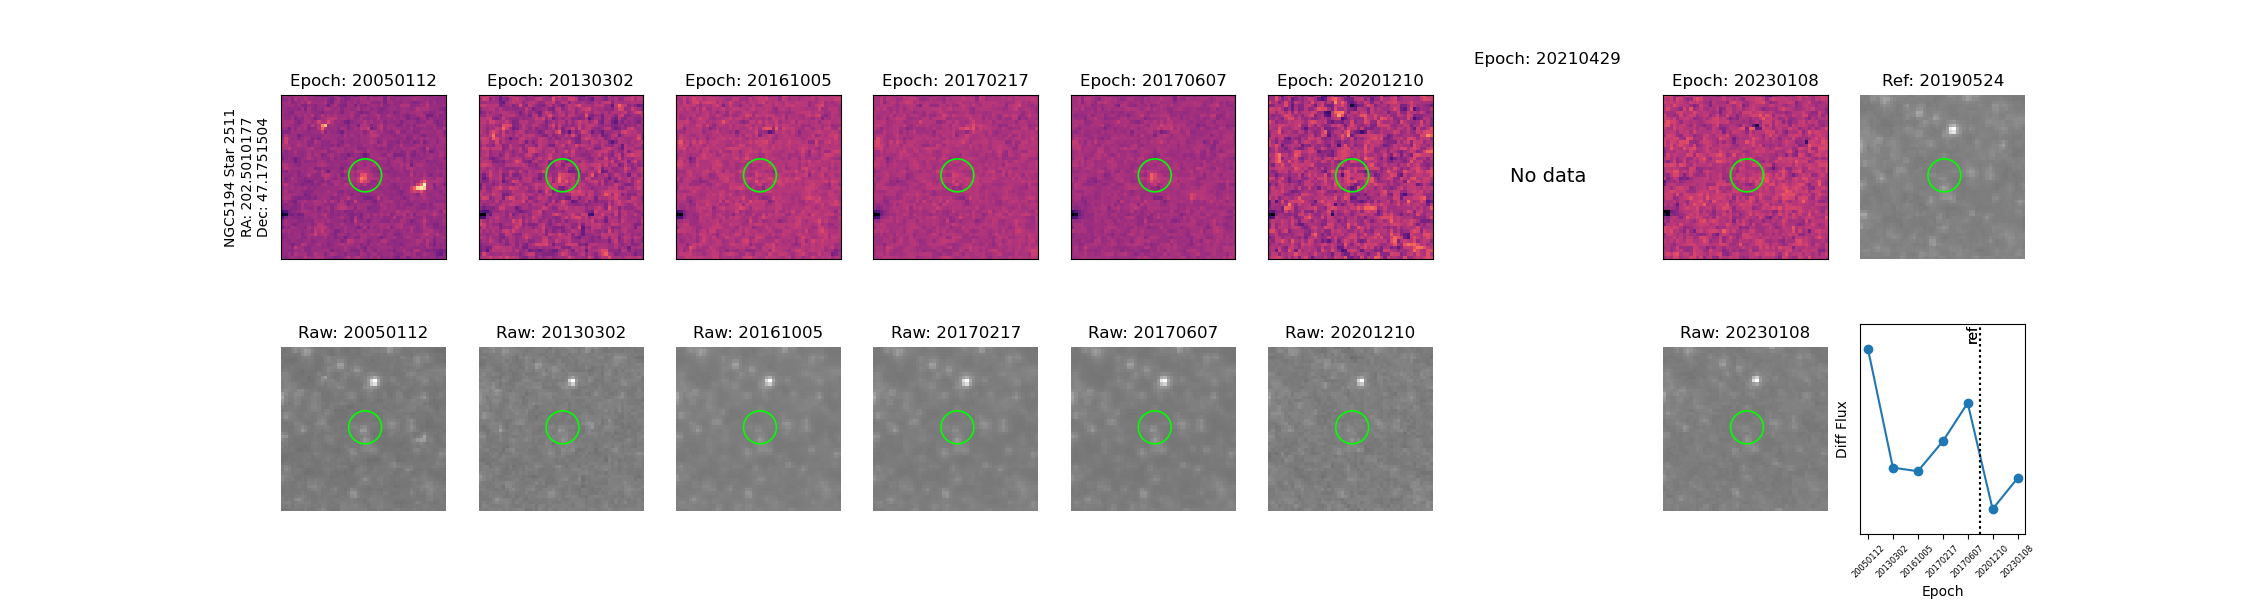 Epoch: 20210429
Epoch: 20050112
Epoch: 20130302
Epoch: 20161005
Epoch: 20170217
Epoch: 20170607
Epoch: 20201210
Epoch: 20230108
Ref: 20190524
NGC5194 Star 2511
RA: 202.5010177
Dec: 47.1751504
No data
Raw: 20050112
Raw: 20130302
Raw: 20161005
Raw: 20170217
Raw: 20170607
Raw: 20201210
Raw: 20230108
ref
Diff Flux
20050112
20130302
20161005
20170217
20170607
20201210
20230108
Epoch